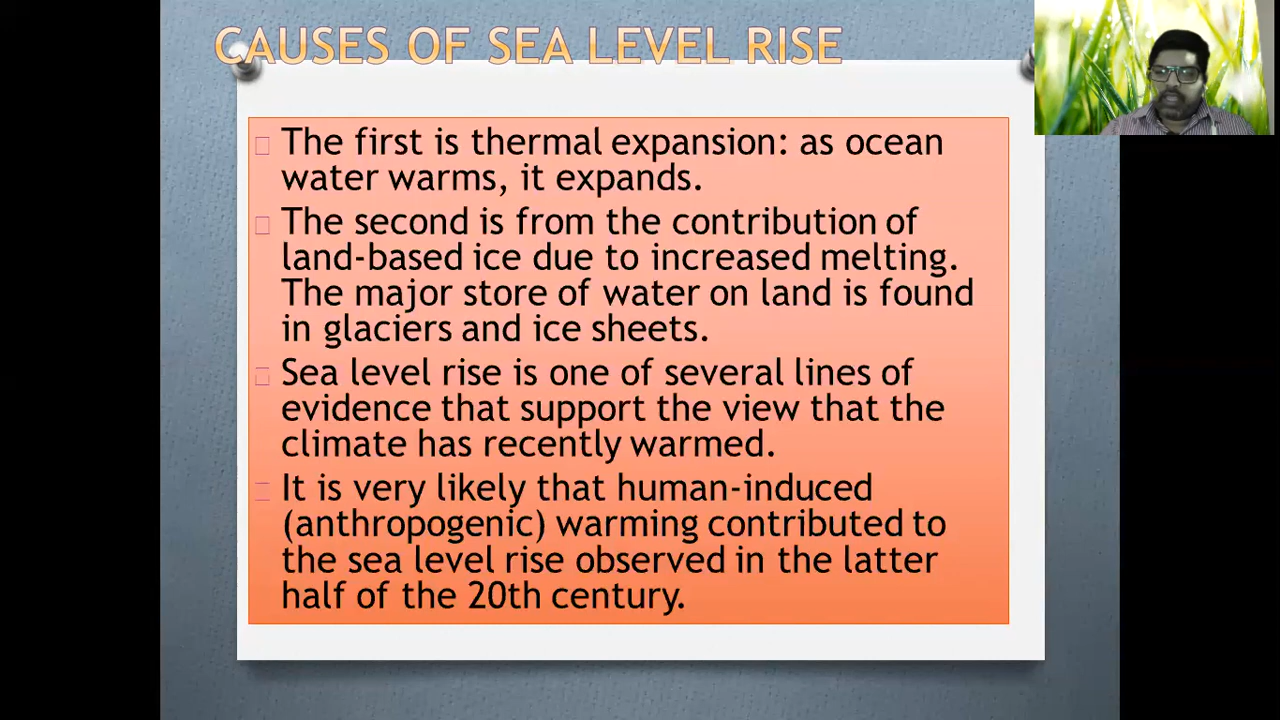 CAUSES OF SEA LEVEL RISE
The first is thermal expansion: as ocean
water warms, it expands.
The second is from the contribution of
land-based ice due to increased melting.
The major store of water on land is found
in glaciers and ice sheets.
Sea level rise is one of several lines of
evidence that support the view that the
climate has recently warmed.
It is very likely that human-induced
(anthropogenic) warming contributed to
the sea level rise observed in the latter
half of the 20th century.